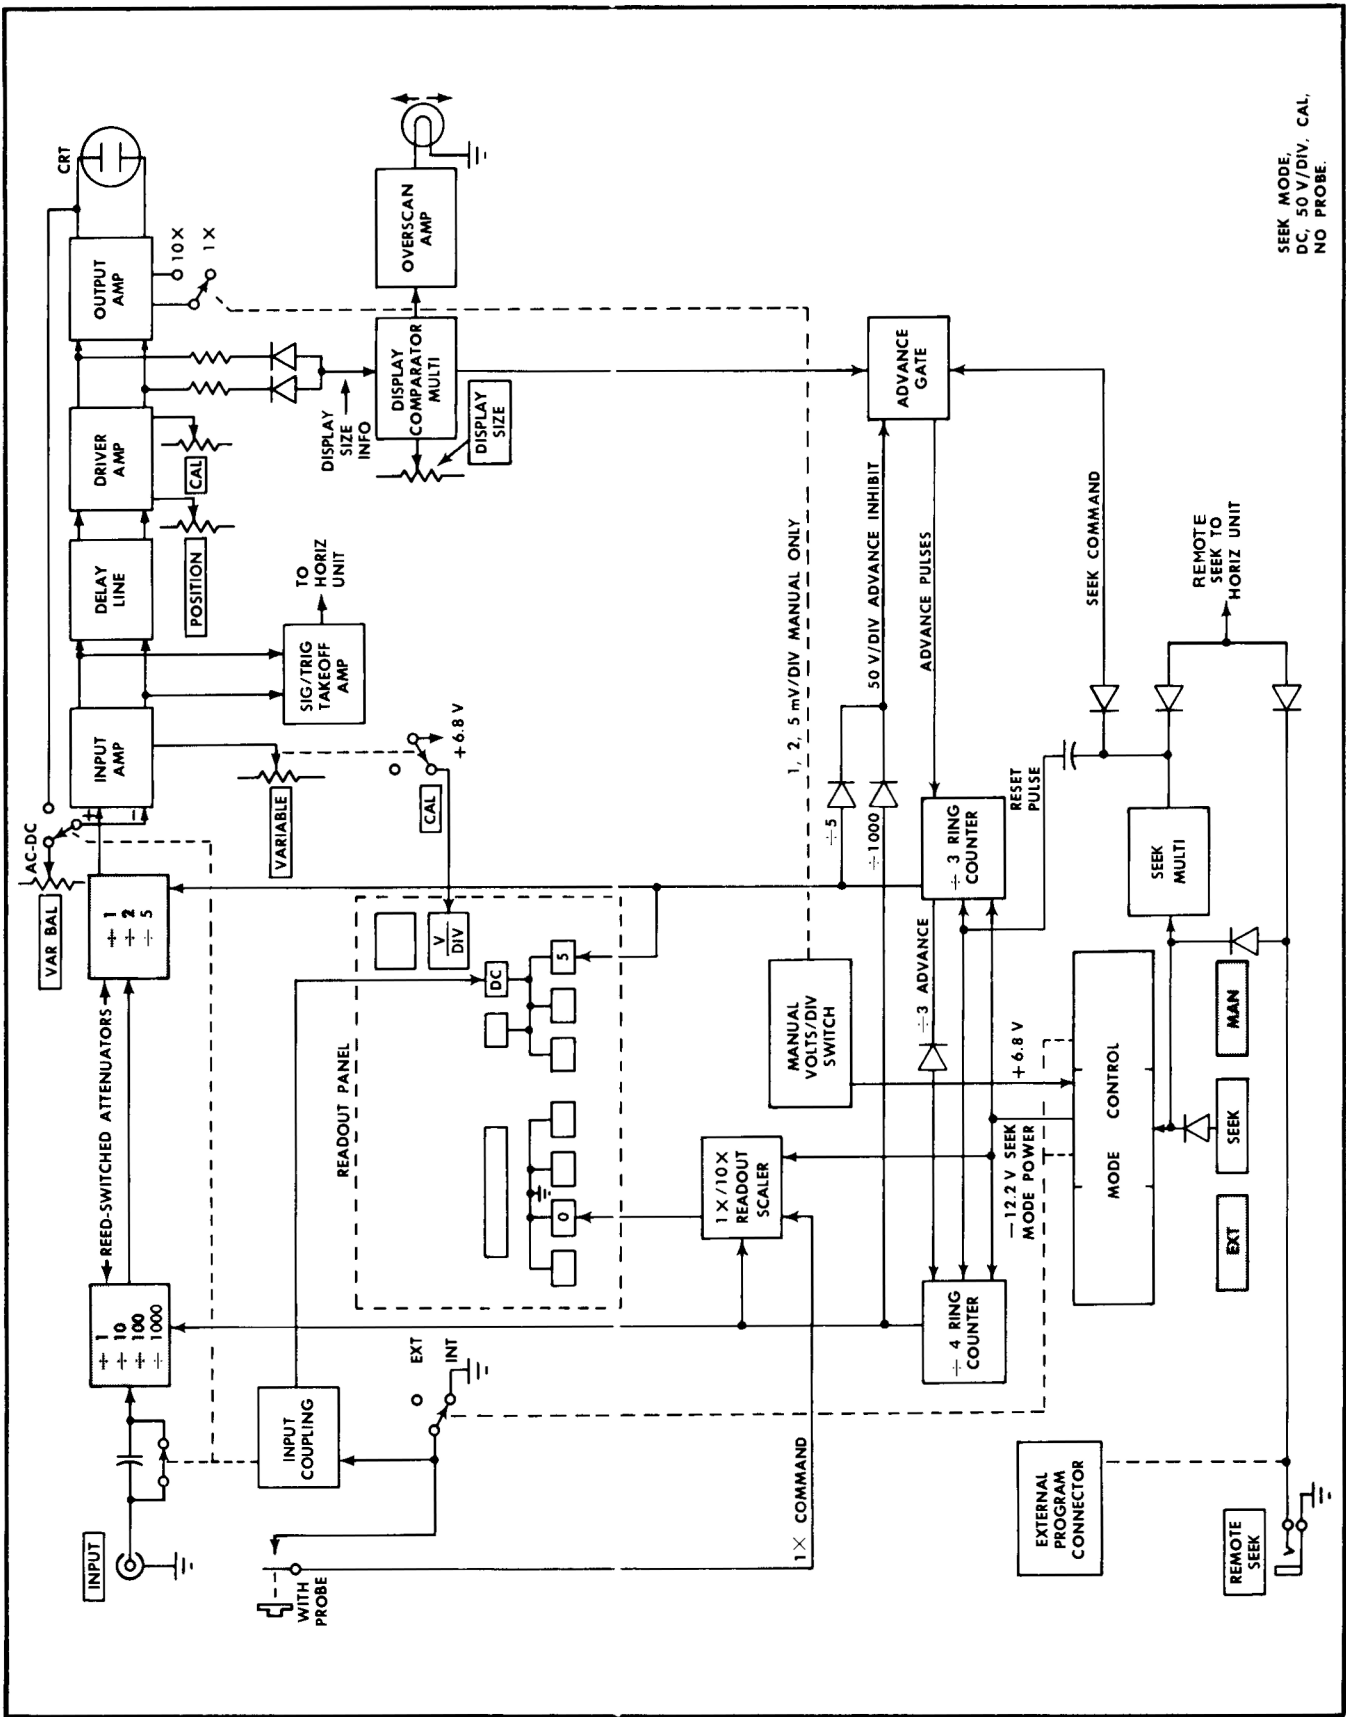 INPUT
÷ 1
÷ 10
÷ 100
÷ 1000
REED-SWITCHED ATTENUATORS
÷ 1
÷ 2
÷ 5
VAR BAL
AC-DC
+
−
INPUT
AMP
DELAY
LINE
DRIVER
AMP
OUTPUT
AMP
CRT
POSITION
CAL
10X
1X
WITH
PROBE
INPUT
COUPLING
EXT
INT
VARIABLE
CAL
+6.8 V
SIG/TRIG
TAKEOFF
AMP
TO
HORIZ
UNIT
DISPLAY
SIZE
INFO
DISPLAY
COMPARATOR
MULTI
DISPLAY
SIZE
OVERSCAN
AMP
READOUT PANEL
V
DIV
DC
5
0
1X COMMAND
1X/10X
READOUT
SCALER
MANUAL
VOLTS/DIV
SWITCH
1, 2, 5 mV/DIV MANUAL ONLY
÷5
÷1000
50 V/DIV ADVANCE INHIBIT
ADVANCE
GATE
÷ 4 RING
COUNTER
÷3 ADVANCE
÷ 3 RING
COUNTER
ADVANCE PULSES
—12.2 V SEEK
MODE POWER
+6.8 V
RESET
PULSE
SEEK COMMAND
EXTERNAL
PROGRAM
CONNECTOR
MODE CONTROL
EXT
SEEK
MAN
SEEK
MULTI
REMOTE
SEEK TO
HORIZ UNIT
REMOTE
SEEK
SEEK MODE,
DC, 50 V/DIV, CAL,
NO PROBE.